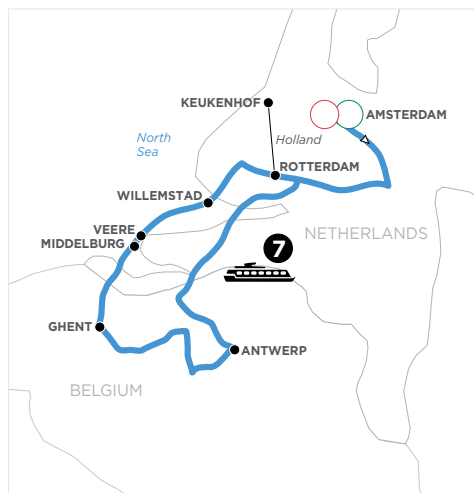 KEUKENHOF
AMSTERDAM
North
Sea
Holland
ROTTERDAM
WILLEMSTAD
VEERE
MIDDELBURG
NETHERLANDS
7
GHENT
ANTWERP
BELGIUM